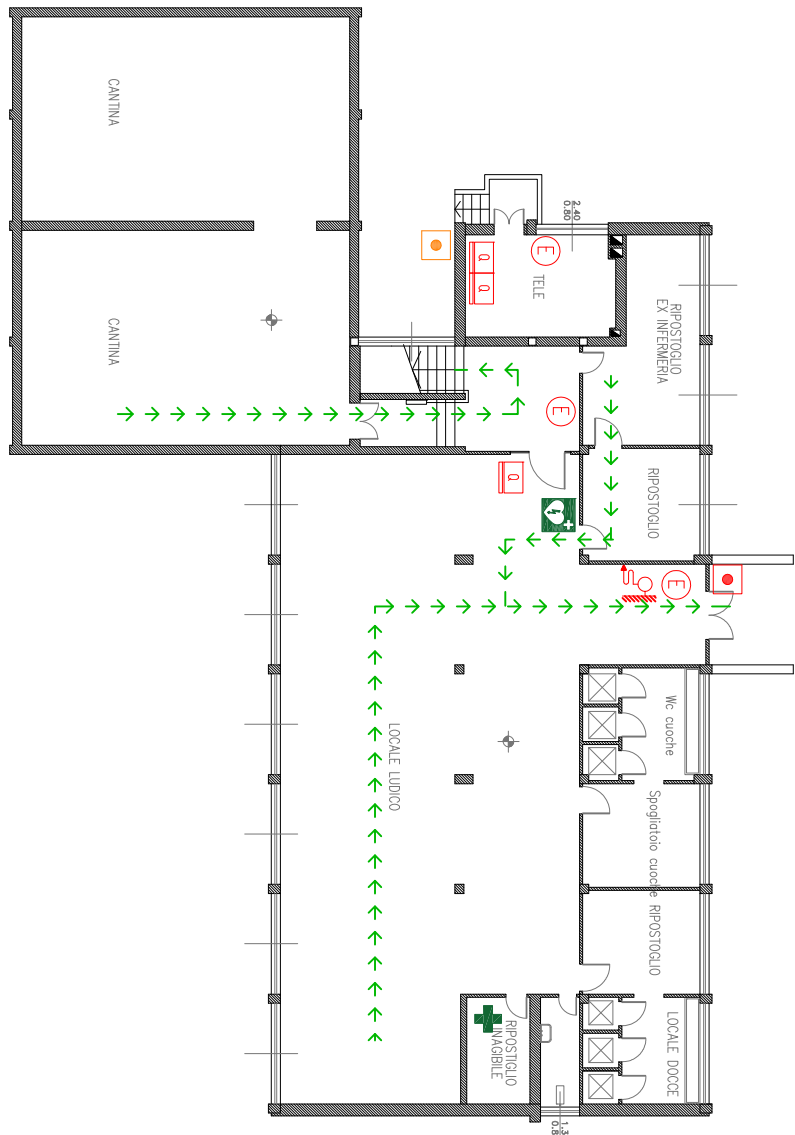 CANTINA
CANTINA
2.40
0.80
E
Q
Q
TELE
RIPOSTOGLIO
EX INFERMERIA
E
Q
RIPOSTOGLIO
E
LOCALE LUDICO
Wc cuoche
Spogliatoio cuoche
RIPOSTOGLIO
RIPOSTIGLIO
INAGIBILE
LOCALE DOCCE
1.3
0.8